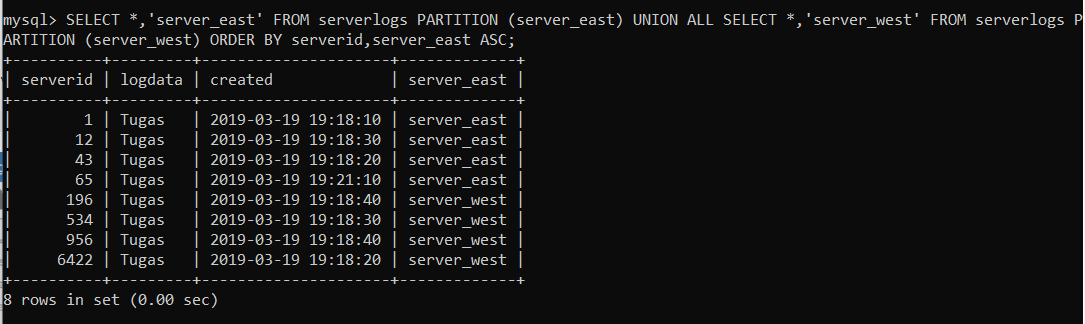 mysql> SELECT *,'server_east' FROM serverlogs PARTITION (server_east) UNION ALL SELECT *,'server_west' FROM serverlogs P
ARTITION (server_west) ORDER BY serverid,server_east ASC;
+----------+---------+---------------------+-------------+
| serverid | logdata | created             | server_east |
+----------+---------+---------------------+-------------+
|        1 | Tugas   | 2019-03-19 19:18:10 | server_east |
|       12 | Tugas   | 2019-03-19 19:18:30 | server_east |
|       43 | Tugas   | 2019-03-19 19:18:20 | server_east |
|       65 | Tugas   | 2019-03-19 19:21:10 | server_east |
|      196 | Tugas   | 2019-03-19 19:18:40 | server_west |
|      534 | Tugas   | 2019-03-19 19:18:30 | server_west |
|      956 | Tugas   | 2019-03-19 19:18:40 | server_west |
|     6422 | Tugas   | 2019-03-19 19:18:20 | server_west |
+----------+---------+---------------------+-------------+
8 rows in set (0.00 sec)